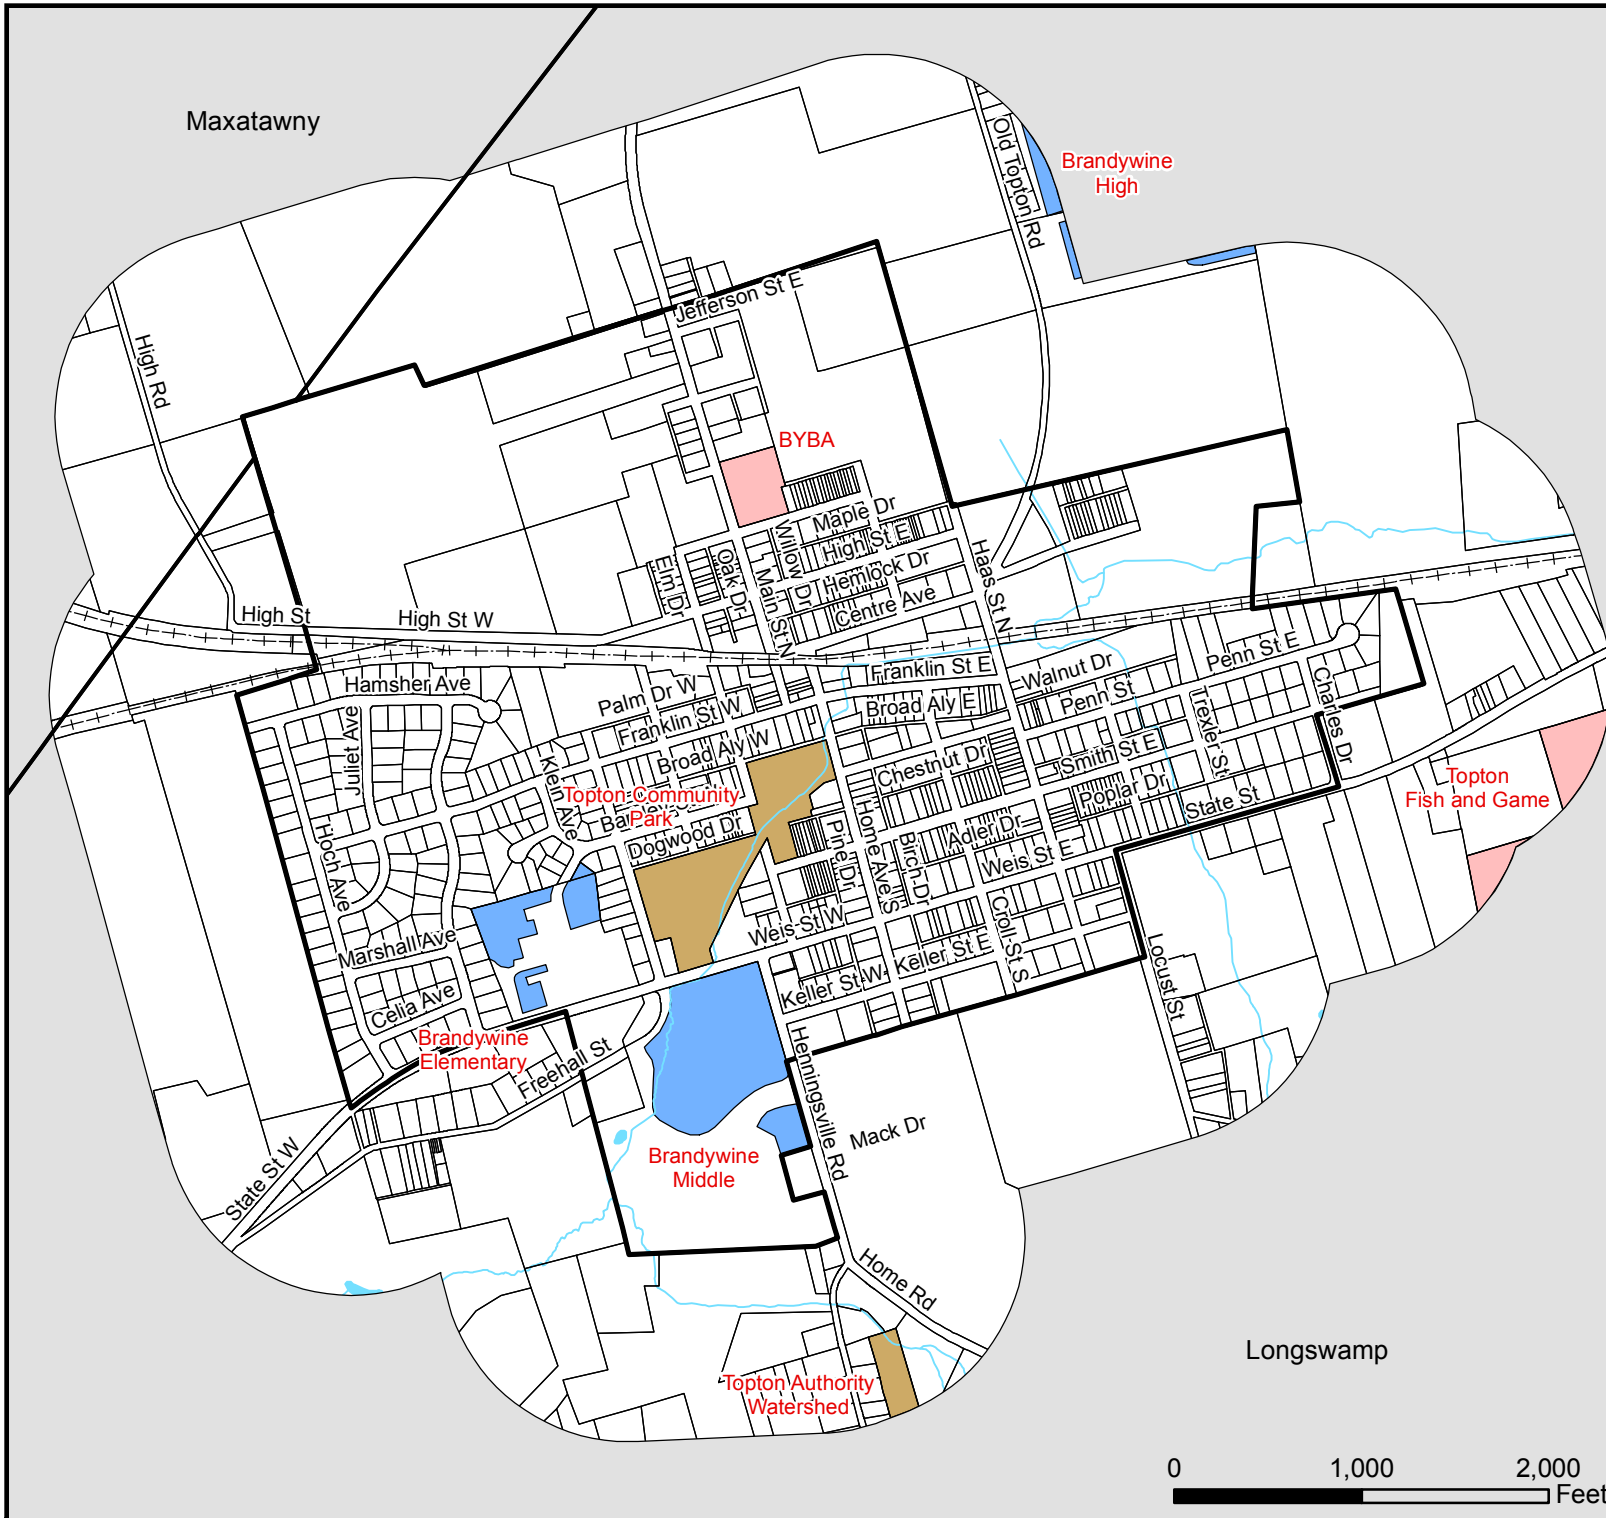 Maxatawny
Brandywine
High
Old Topton Rd
Jefferson St E
High Rd
BYBA
Maple Dr
Willow Dr
High St E
Hemlock Dr
Centre Ave
Elm Dr
Oak Dr
Main St N
Haas St N
High St
High St W
Franklin St E
Walnut Dr
Penn St E
Hamsher Ave
Palm Dr W
Franklin St W
Broad Aly W
Broad Aly E
Penn St
Trexler St
Charles Dr
Juliet Ave
Klein Ave
Chestnut Dr
Smith St E
Poplar Dr
State St
Topton
Fish and Game
Topton Community
Park
Dogwood Dr
Hoch Ave
Pine Dr
Home Ave S
Birch Dr
Adler Dr
Weis St E
Weis St W
Marshall Ave
Croll St S
Keller St E
Keller St W
Locust St
Celia Ave
Brandywine
Elementary
Freehall St
Henningsville Rd
Mack Dr
Brandywine
Middle
State St W
Home Rd
Longswamp
Topton Authority
Watershed
0 1,000 2,000
Feet